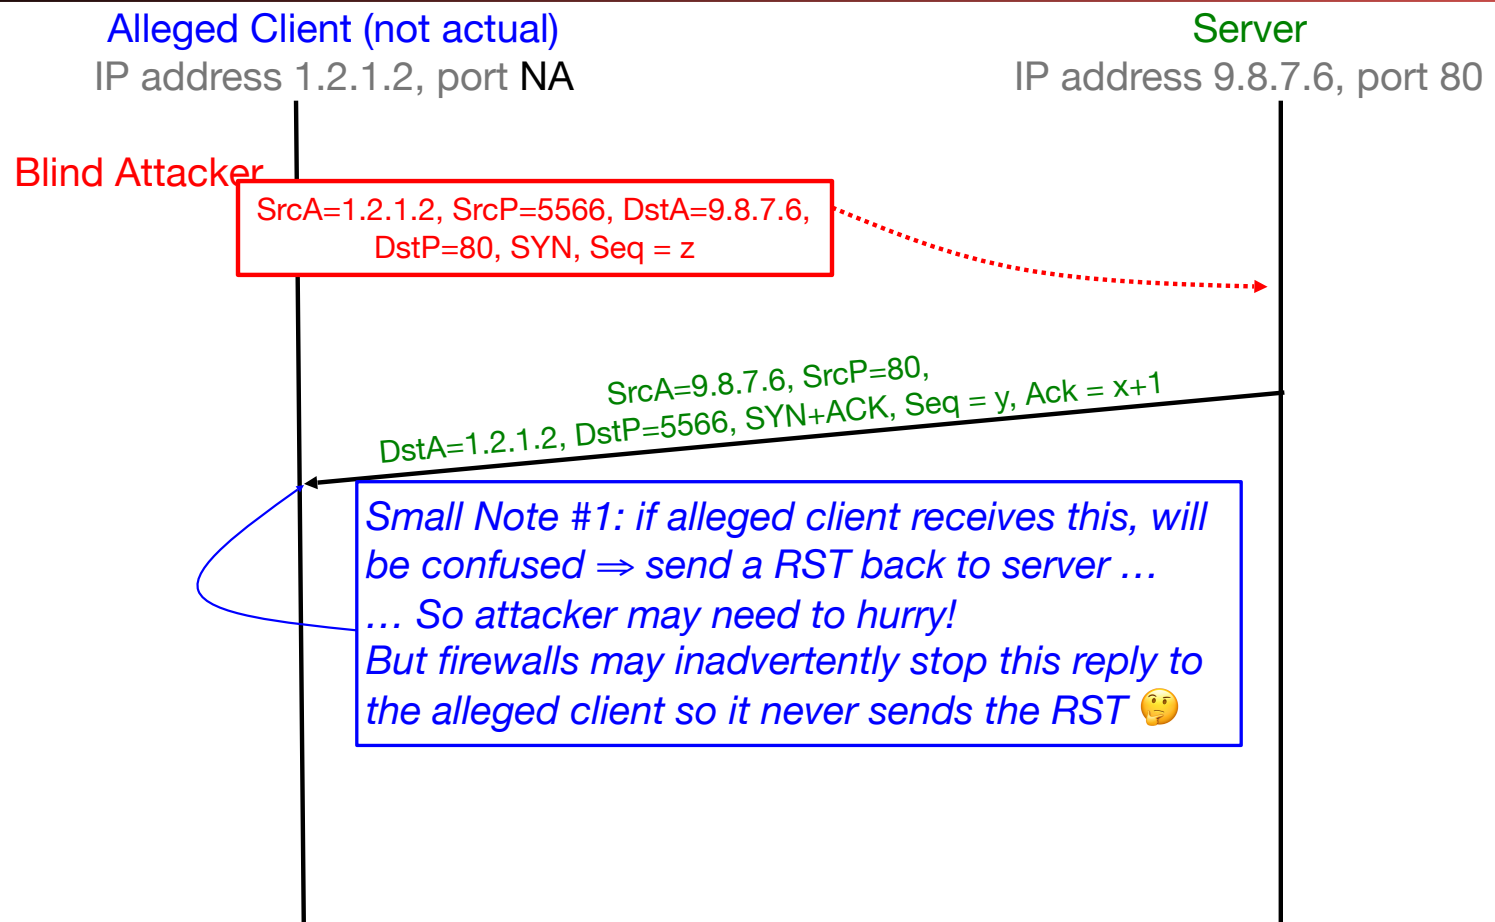 Alleged Client (not actual)
IP address 1.2.1.2, port NA
Server
IP address 9.8.7.6, port 80
Blind Attacker
SrcA=1.2.1.2, SrcP=5566, DstA=9.8.7.6,
DstP=80, SYN, Seq = z
SrcA=9.8.7.6, SrcP=80,
DstA=1.2.1.2, DstP=5566, SYN+ACK, Seq = y, Ack = x+1
Small Note #1: if alleged client receives this, will
be confused ⇒ send a RST back to server …
… So attacker may need to hurry!
But firewalls may inadvertently stop this reply to
the alleged client so it never sends the RST 🤔